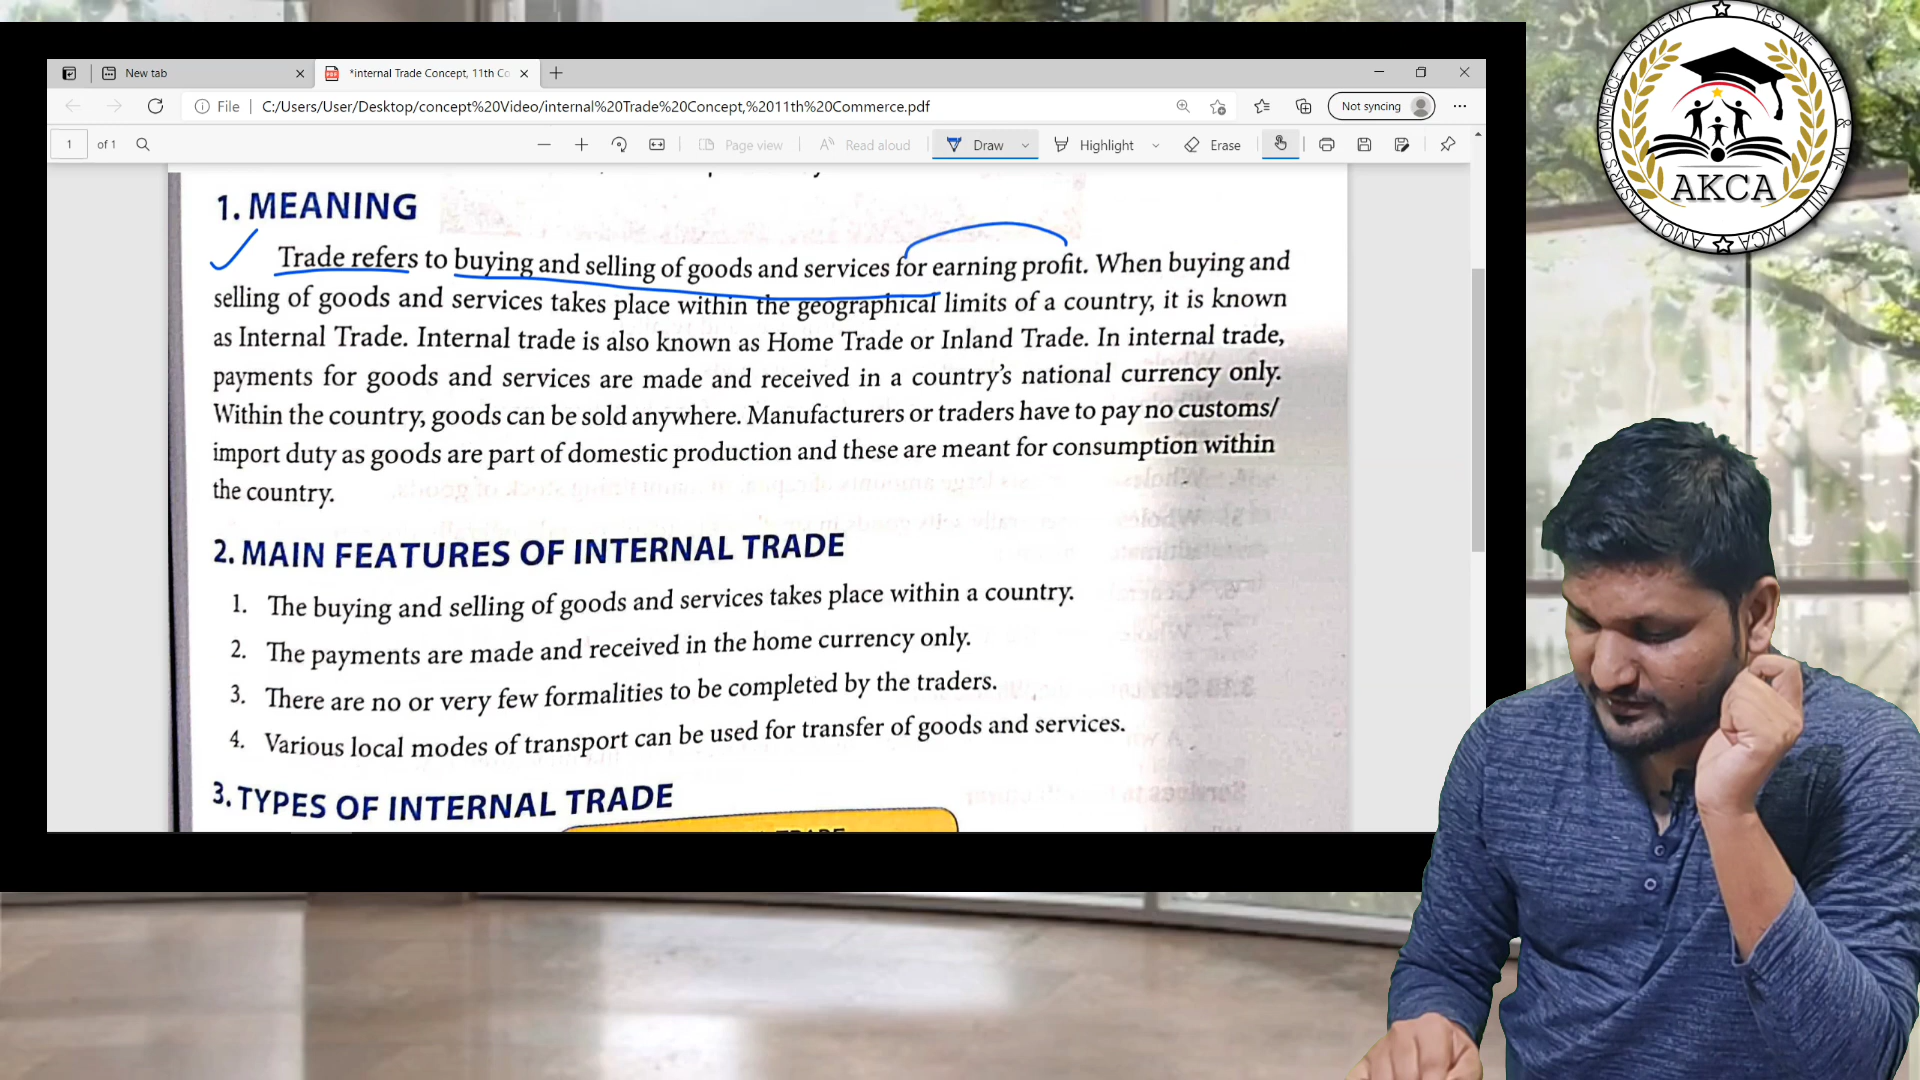 New tab
*internal Trade Concept, 11th Co
File
C:/Users/User/Desktop/concept%20Video/internal%20Trade%20Concept,%2011th%20Commerce.pdf
Not syncing
1 of 1
Page view
Read aloud
Draw
Highlight
Erase
1. MEANING
Trade refers to buying and selling of goods and services for earning profit. When buying and
selling of goods and services takes place within the geographical limits of a country, it is known
as Internal Trade. Internal trade is also known as Home Trade or Inland Trade. In internal trade,
payments for goods and services are made and received in a country's national currency only.
Within the country, goods can be sold anywhere. Manufacturers or traders have to pay no customs/
import duty as goods are part of domestic production and these are meant for consumption within
the country.
2. MAIN FEATURES OF INTERNAL TRADE
1. The buying and selling of goods and services takes place within a country.
2. The payments are made and received in the home currency only.
3. There are no or very few formalities to be completed by the traders.
4. Various local modes of transport can be used for transfer of goods and services.
3. TYPES OF INTERNAL TRADE
AMOL KASAR'S COMMERCE ACADEMY
YES WE CAN & WE WILL
AKCA
AKCA